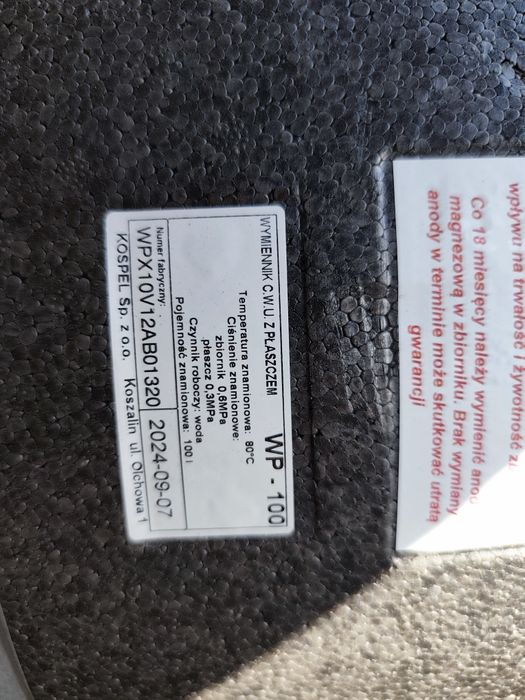 WYMIENNIK C.W.U. Z PŁASZCZEM WP - 100
Temperatura znamionowa: 80°C
Ciśnienie znamionowe:
zbiornik 0,6MPa
płaszcz 0,3MPa
Czynnik roboczy: woda
Pojemność znamionowa: 100 l
Numer fabryczny:
WPX10V12AB01320 2024-09-07
KOSPEL Sp. z o.o. Koszalin ul. Olchowa 1
wpływu na trwałość i żywotność
Co 18 miesięcy należy wymienić
magnezową w zbiorniku. Brak wymiany
anody w terminie może skutkować utratą
gwarancji